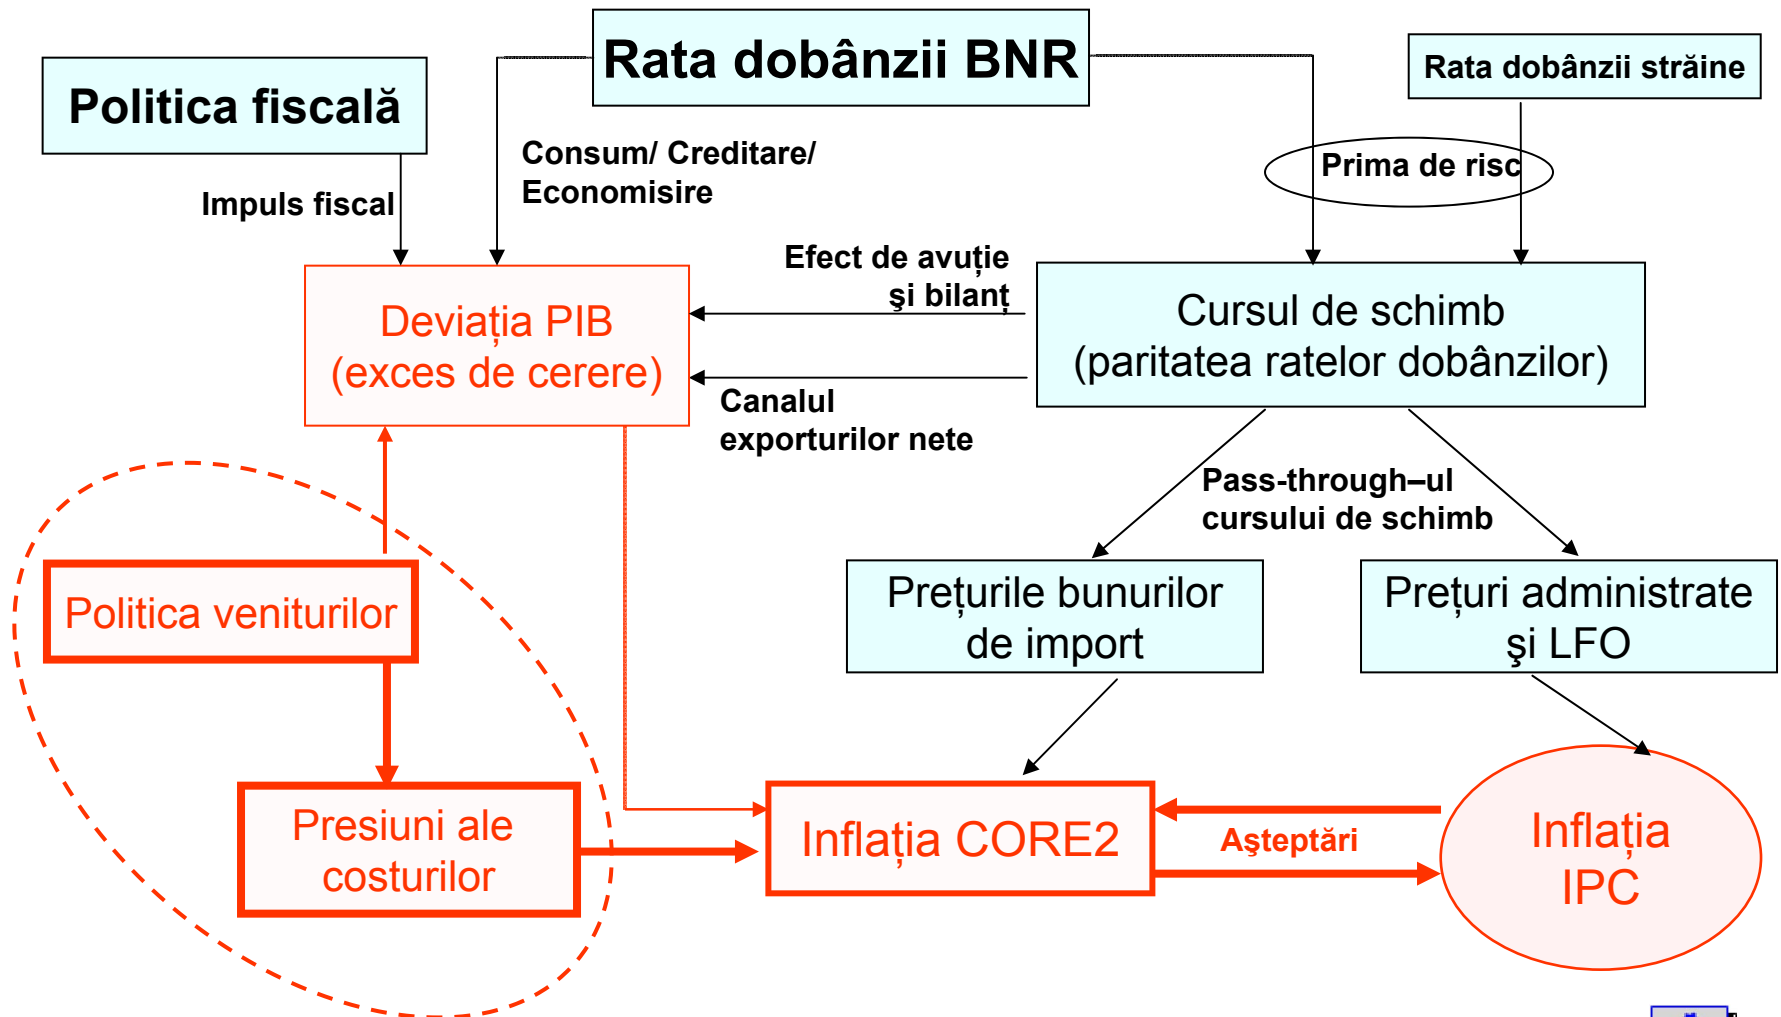 Rata dobânzii BNR
Rata dobânzii străine
Politica fiscală
Consum/ Creditare/
Economisire
Prima de risc
Impuls fiscal
Efect de avuție
şi bilanț
Deviația PIB
(exces de cerere)
Cursul de schimb
(paritatea ratelor dobânzilor)
Canalul
exporturilor nete
Pass-through–ul
cursului de schimb
Politica veniturilor
Prețurile bunurilor
de import
Prețuri administrate
şi LFO
Presiuni ale
costurilor
Inflația CORE2
Aşteptări
Inflația
IPC